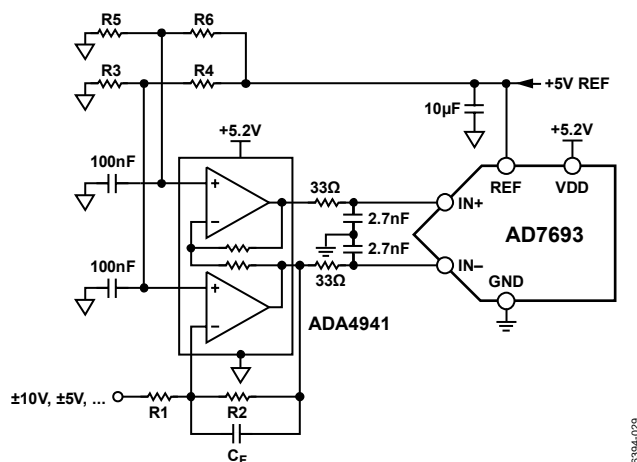 R5
R6
R3
R4
+5V REF
10µF
+5.2V
+5.2V
100nF
REF
VDD
+
33Ω
IN+
–
2.7nF
AD7693
2.7nF
100nF
IN–
+
33Ω
GND
–
ADA4941
±10V, ±5V, ...
R1
R2
CF